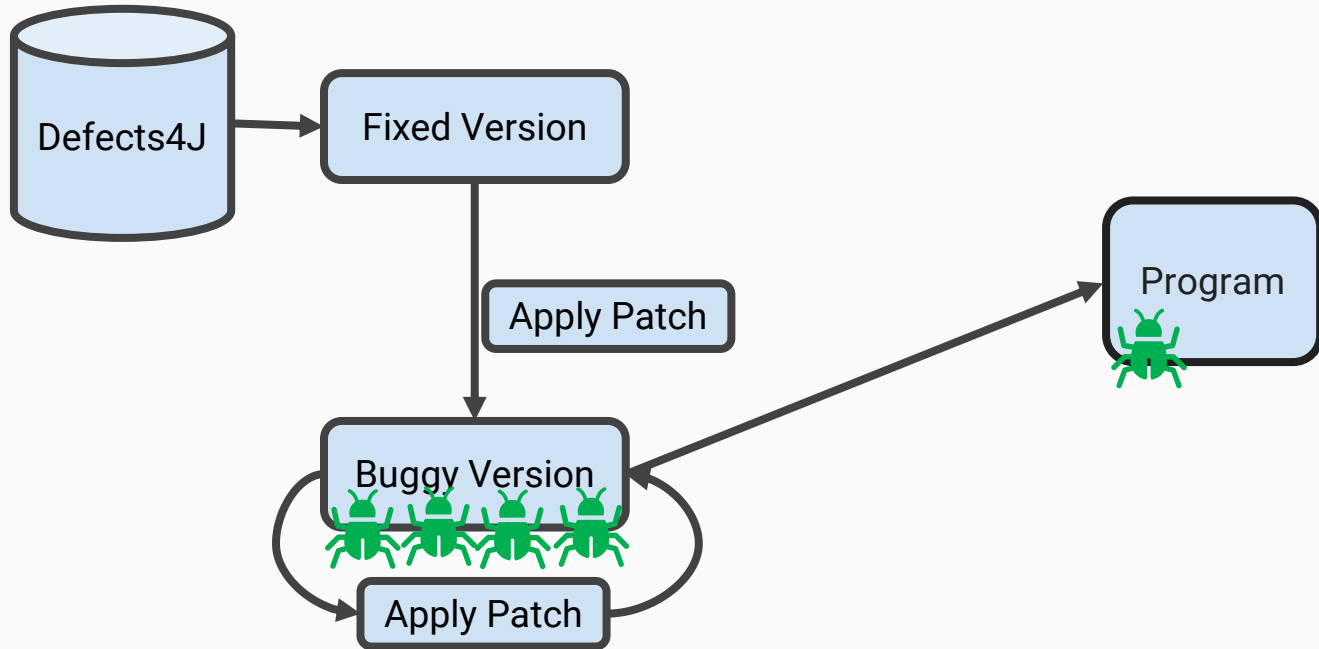 Defects4J
Fixed Version
Apply Patch
Program
Buggy Version
Apply Patch